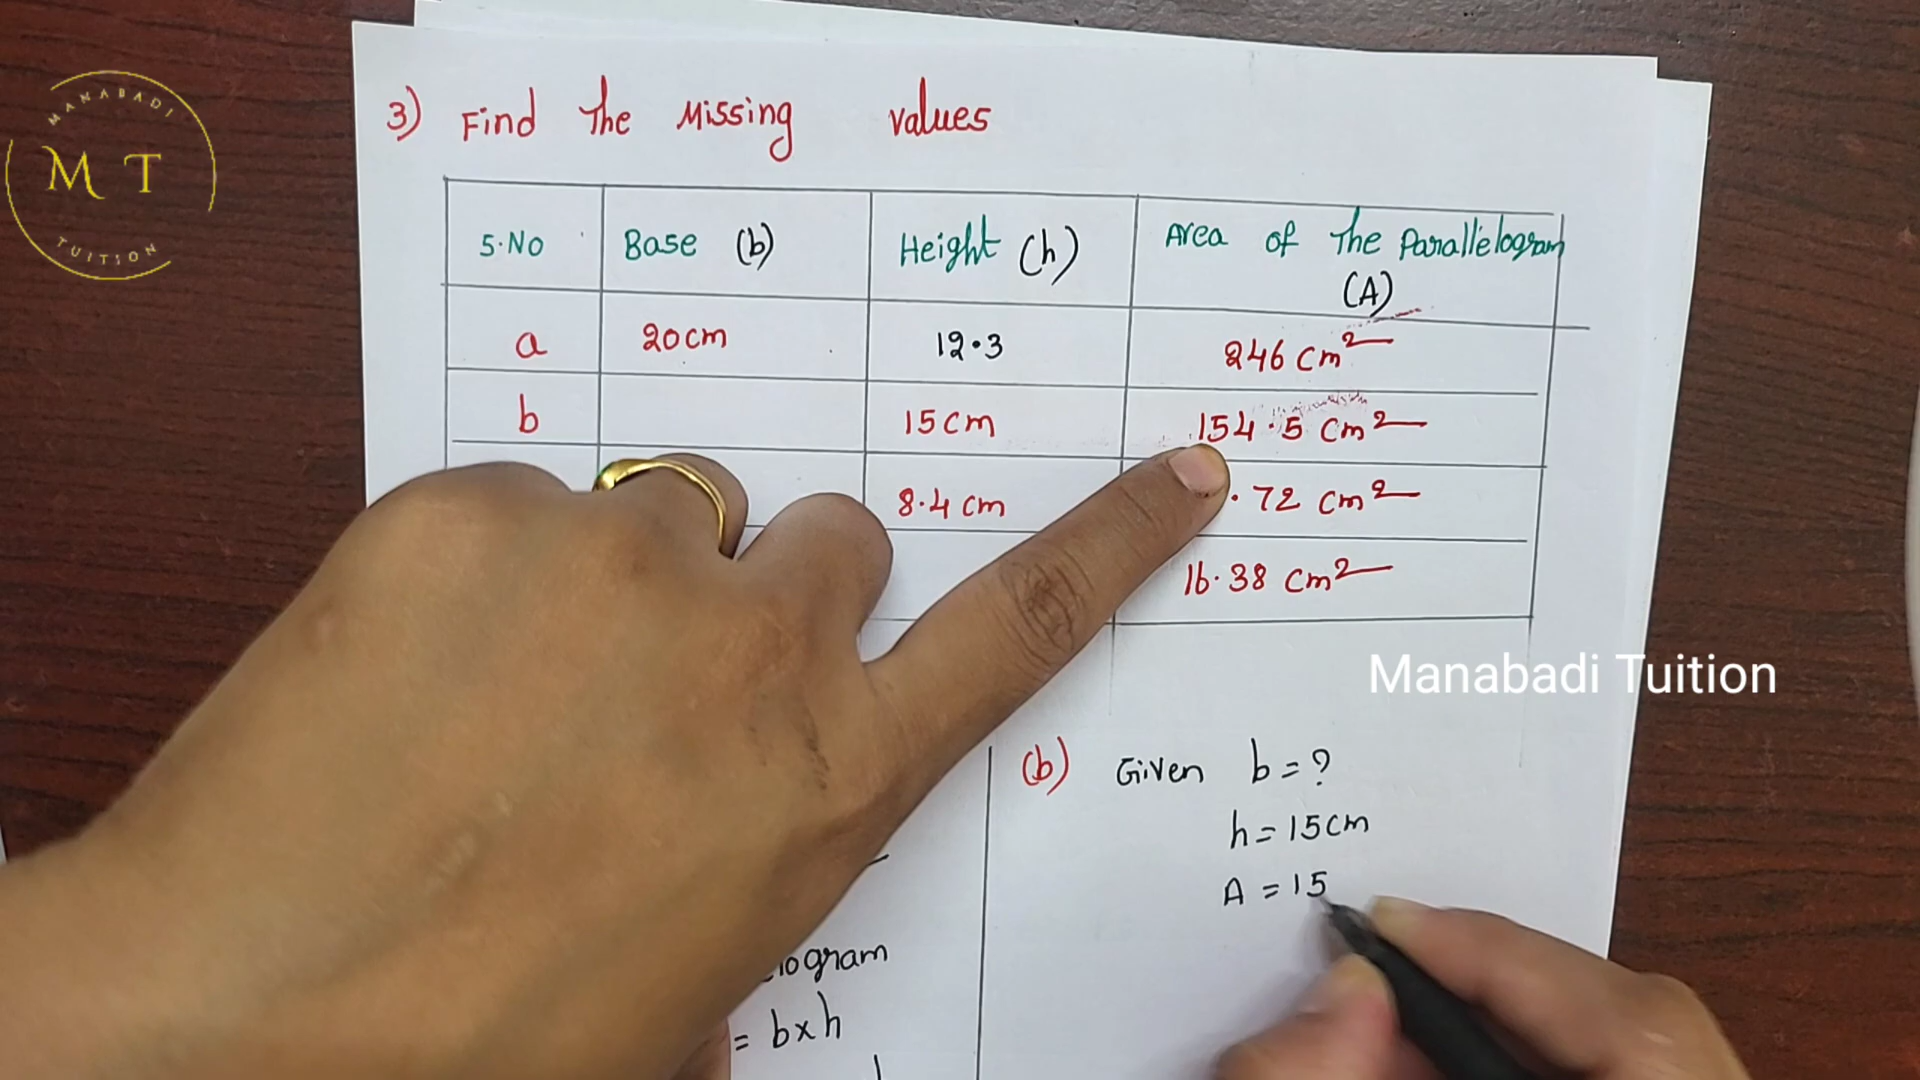 MANABADI
M T
TUITION
3) Find The Missing values
S.No Base (b) Height (h) Area of The Parallelogram
(A)
a 20cm 12.3 246 cm²
b 15cm 154.5 cm²
8.4 cm .72 cm²
16.38 cm²
Manabadi Tuition
(b) Given b = ?
h = 15cm
A = 15
logram
= b×h